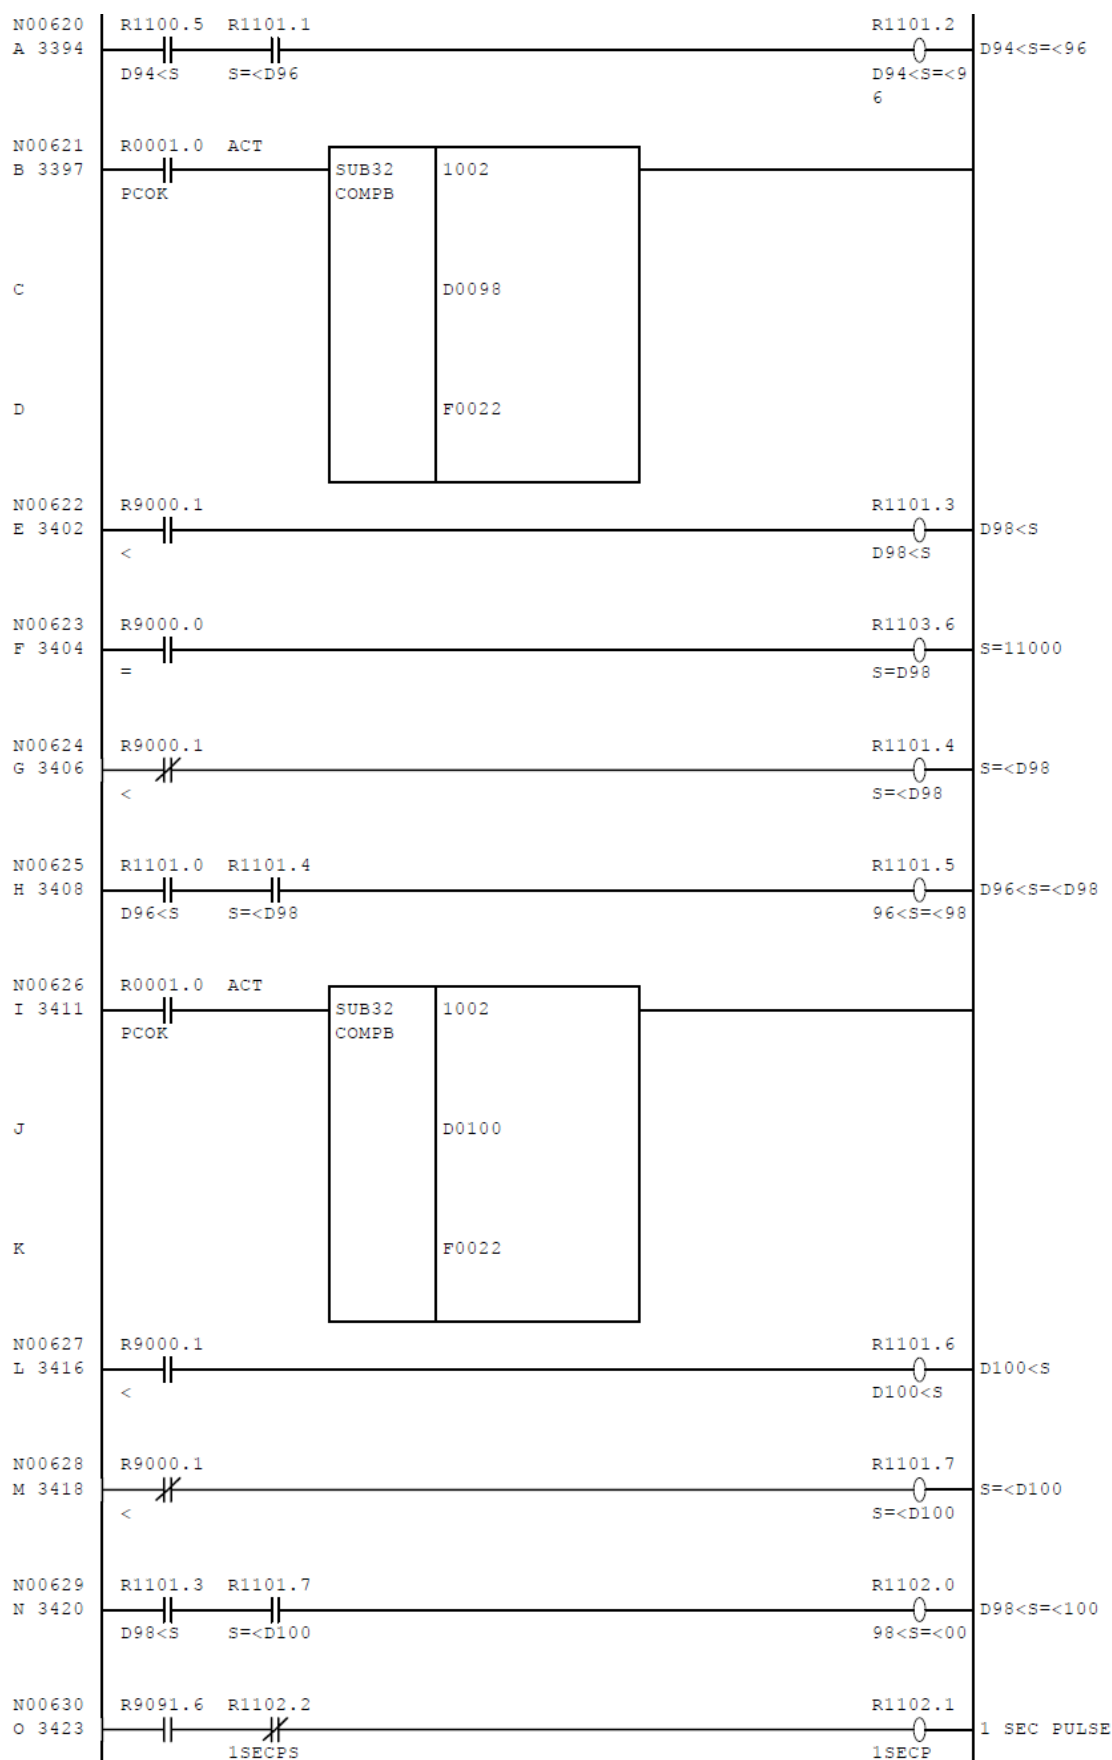 N00620 R1100.5 R1101.1 R1101.2
A 3394 D94<S=<96
D94<S S=<D96 D94<S=<9
6
N00621 R0001.0 ACT
B 3397 SUB32 1002
PCOK COMPB
C D0098
D F0022
N00622 R9000.1 R1101.3
E 3402 D98<S
< D98<S
N00623 R9000.0 R1103.6
F 3404 S=11000
= S=D98
N00624 R9000.1 R1101.4
G 3406 S=<D98
< S=<D98
N00625 R1101.0 R1101.4 R1101.5
H 3408 D96<S=<D98
D96<S S=<D98 96<S=<98
N00626 R0001.0 ACT
I 3411 SUB32 1002
PCOK COMPB
J D0100
K F0022
N00627 R9000.1 R1101.6
L 3416 D100<S
< D100<S
N00628 R9000.1 R1101.7
M 3418 S=<D100
< S=<D100
N00629 R1101.3 R1101.7 R1102.0
N 3420 D98<S=<100
D98<S S=<D100 98<S=<00
N00630 R9091.6 R1102.2 R1102.1
O 3423 1 SEC PULSE
1SECPS 1SECP